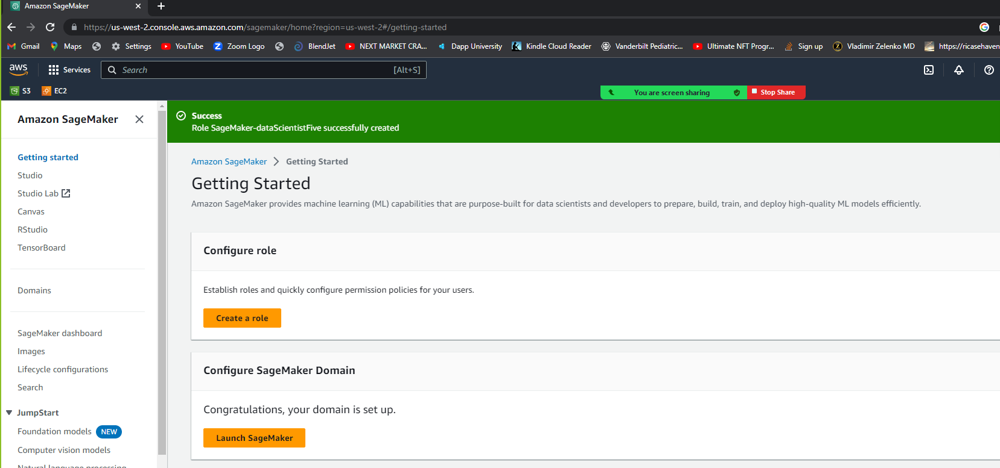 Amazon SageMaker
https://us-west-2.console.aws.amazon.com/sagemaker/home?region=us-west-2#/getting-started
Gmail Maps Settings YouTube Zoom Logo BlendJet NEXT MARKET CRA... Dapp University Kindle Cloud Reader Vanderbilt Pediatric... Ultimate NFT Progr... Sign up Vladimir Zelenko MD https://ricasehaven
aws Services Search [Alt+S]
S3 EC2
You are screen sharing Stop Share
Amazon SageMaker
Getting started
Studio
Studio Lab
Canvas
RStudio
TensorBoard
Domains
SageMaker dashboard
Images
Lifecycle configurations
Search
JumpStart
Foundation models NEW
Computer vision models
Natural language processing
Success
Role SageMaker-dataScientistFive successfully created
Amazon SageMaker Getting Started
Getting Started
Amazon SageMaker provides machine learning (ML) capabilities that are purpose-built for data scientists and developers to prepare, build, train, and deploy high-quality ML models efficiently.
Configure role
Establish roles and quickly configure permission policies for your users.
Create a role
Configure SageMaker Domain
Congratulations, your domain is set up.
Launch SageMaker